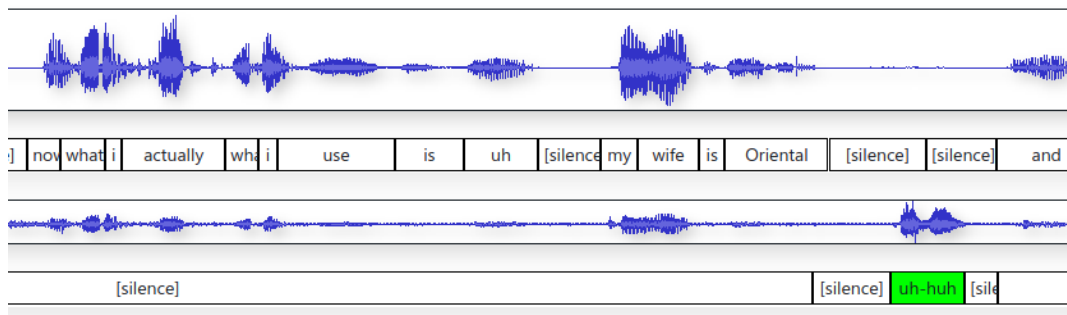 ] now what i actually wha i use is uh [silence my wife is Oriental [silence] [silence] and
[silence] [silence] uh-huh [sile